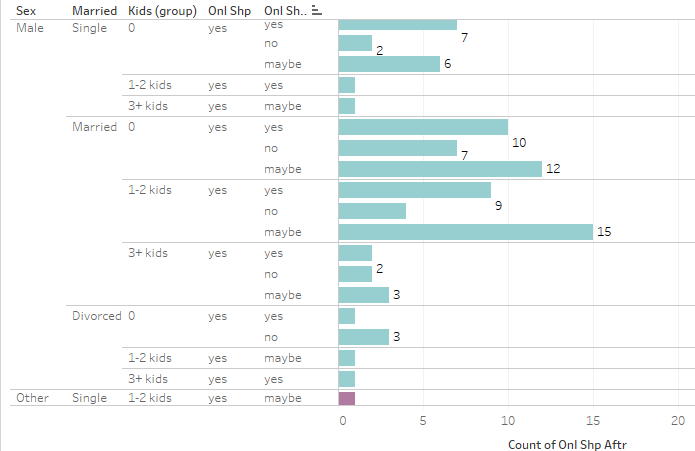 Sex Married Kids (group) Onl Shp Onl Sh..
Male Single 0 yes yes 7
no 2
maybe 6
1-2 kids yes yes
3+ kids yes maybe
Married 0 yes yes 10
no 7
maybe 12
1-2 kids yes yes 9
no
maybe 15
3+ kids yes yes
no 2
maybe 3
Divorced 0 yes yes
no 3
1-2 kids yes maybe
3+ kids yes yes
Other Single 1-2 kids yes maybe
0 5 10 15 20
Count of Onl Shp Aftr